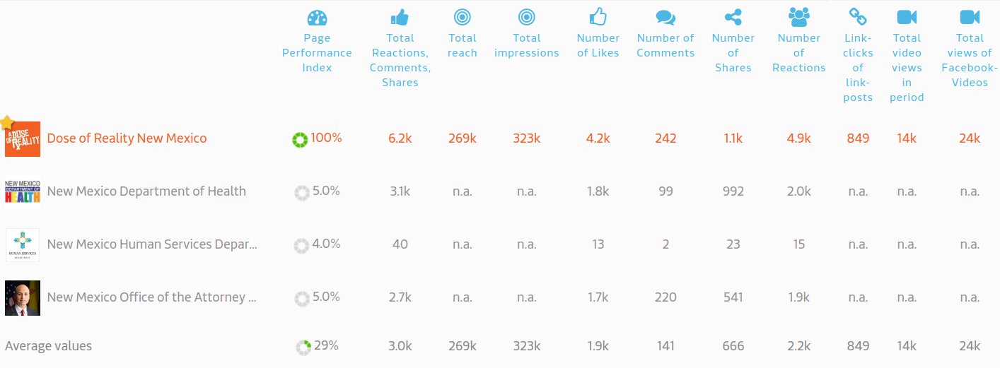 Page Performance Index
Total Reactions, Comments, Shares
Total reach
Total impressions
Number of Likes
Number of Comments
Number of Shares
Number of Reactions
Link-clicks of link-posts
Total video views in period
Total views of Facebook-Videos
A DOSE OF REALITY
Dose of Reality New Mexico 100% 6.2k 269k 323k 4.2k 242 1.1k 4.9k 849 14k 24k
NEW MEXICO
DEPARTMENT OF
HEALTH
New Mexico Department of Health 5.0% 3.1k n.a. n.a. 1.8k 99 992 2.0k n.a. n.a. n.a.
HUMAN SERVICES
DEPARTMENT
New Mexico Human Services Depar... 4.0% 40 n.a. n.a. 13 2 23 15 n.a. n.a. n.a.
New Mexico Office of the Attorney ... 5.0% 2.7k n.a. n.a. 1.7k 220 541 1.9k n.a. n.a. n.a.
Average values 29% 3.0k 269k 323k 1.9k 141 666 2.2k 849 14k 24k